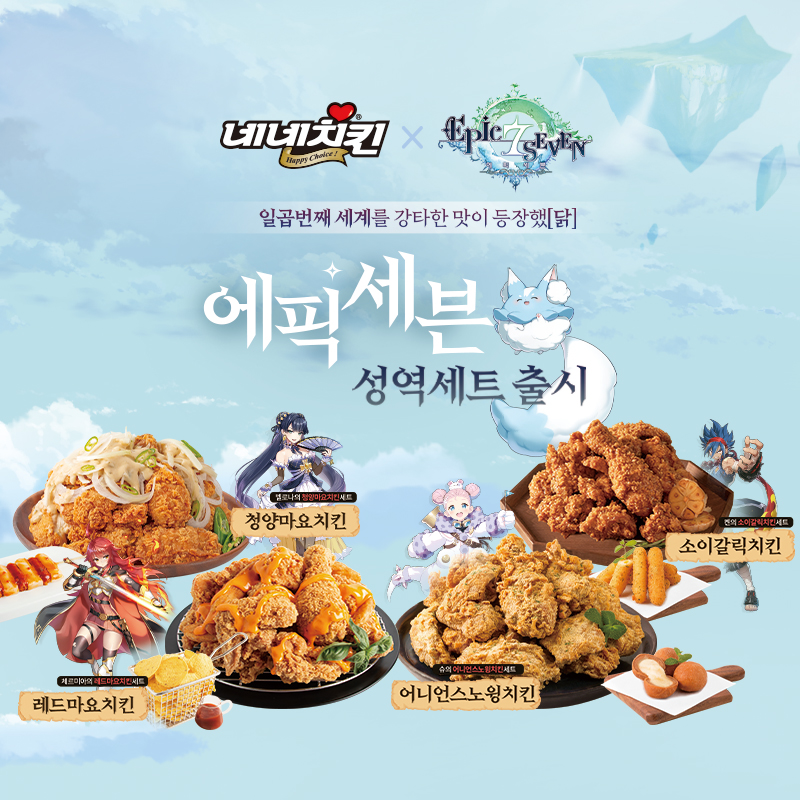 네네치킨
Happy Choice!
×
Epic 7 SEVEN
일곱번째 세계를 강타한 맛이 등장했[닭]
에픽세븐
성역세트 출시
벨로나의 청양마요치킨세트
청양마요치킨
켄의 소이갈릭치킨세트
소이갈릭치킨
체르미아의 레드마요치킨세트
레드마요치킨
슈의 어니언스노윙치킨세트
어니언스노윙치킨